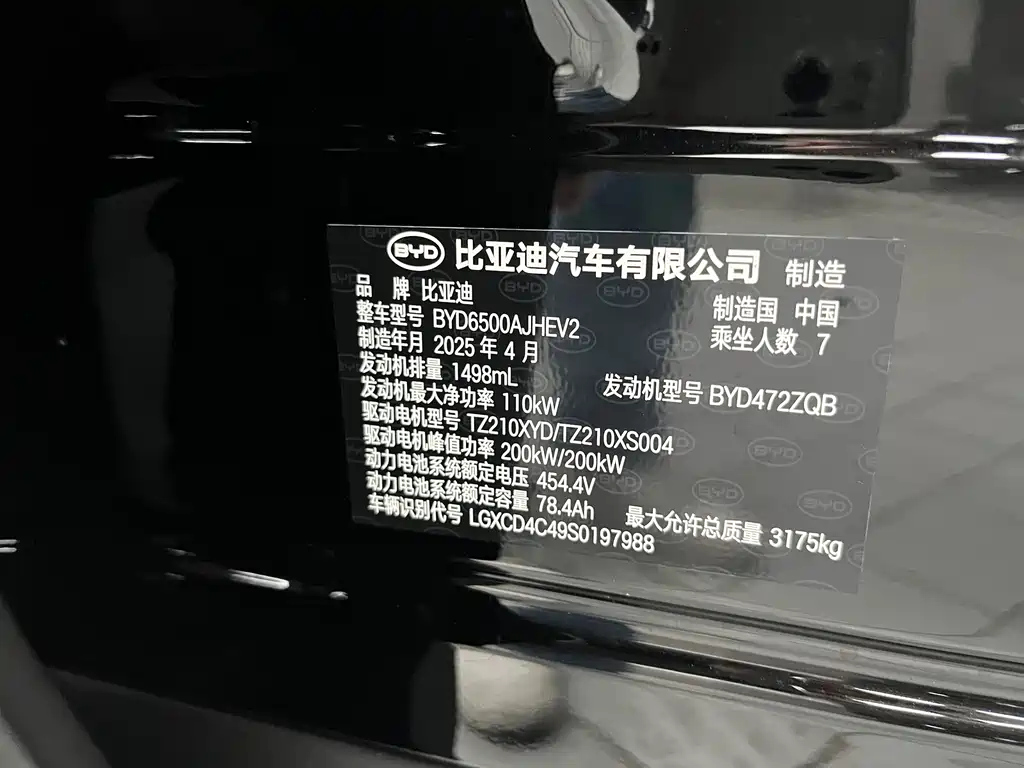 BYD 比亚迪汽车有限公司 制造
品 牌 比亚迪 制造国 中国
整车型号 BYD6500AJHEV2 乘坐人数 7
制造年月 2025 年 4 月
发动机排量 1498mL 发动机型号 BYD472ZQB
发动机最大净功率 110kW
驱动电机型号 TZ210XYD/TZ210XS004
驱动电机峰值功率 200kW/200kW
动力电池系统额定电压 454.4V
动力电池系统额定容量 78.4Ah 最大允许总质量 3175kg
车辆识别代号 LGXCD4C49S0197988